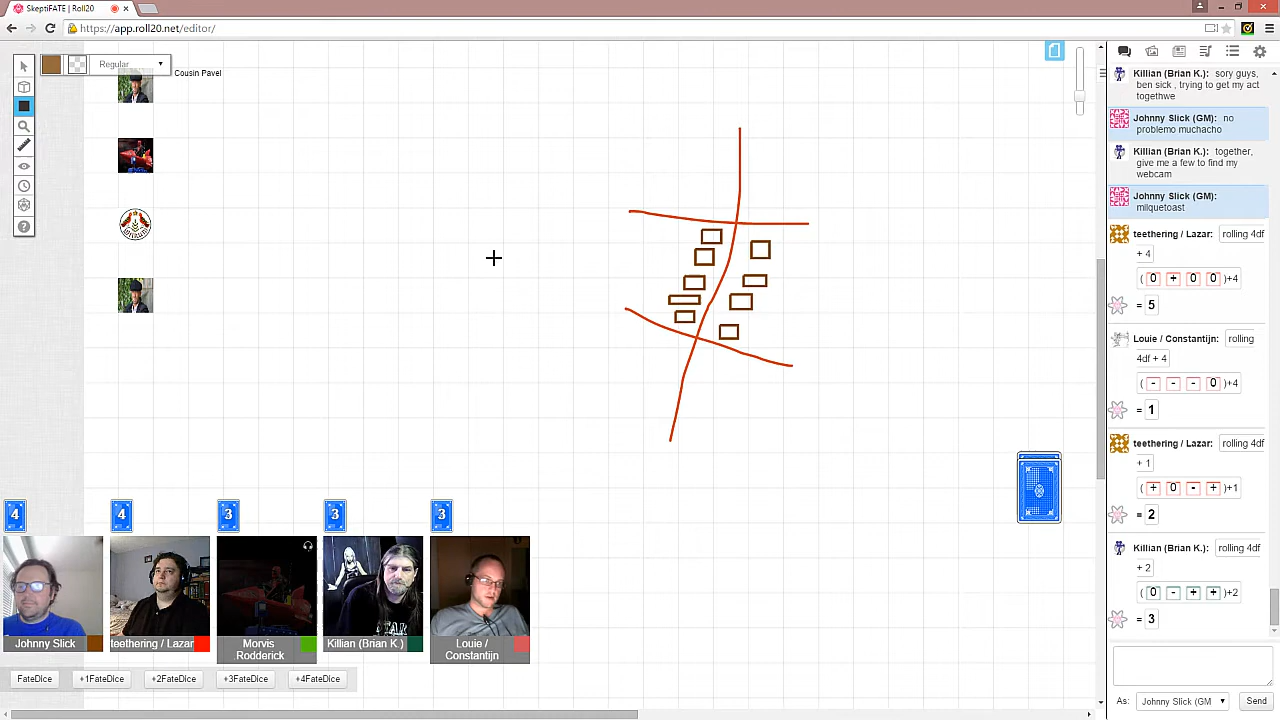 SkeptiFATE | Roll20
https://app.roll20.net/editor/
Regular
Cousin Pavel
Killian (Brian K.): sory guys,
ben sick , trying to get my act
togethwe
Johnny Slick (GM): no
problemo muchacho
Killian (Brian K.): together,
give me a few to find my
webcam
Johnny Slick (GM):
milquetoast
teethering / Lazar: rolling 4df
+ 4
( 0 + 0 0 )+4
= 5
Louie / Constantijn: rolling
4df + 4
( - - - 0 )+4
= 1
teethering / Lazar: rolling 4df
+ 1
( + 0 - + )+1
= 2
Killian (Brian K.): rolling 4df
+ 2
( 0 - + + )+2
= 3
4
4
3
3
3
Johnny Slick
teethering / Lazar
Morvis
Rodderick
Killian (Brian K.)
Louie /
Constantijn
FateDice
+1FateDice
+2FateDice
+3FateDice
+4FateDice
As:
Johnny Slick (GM
Send